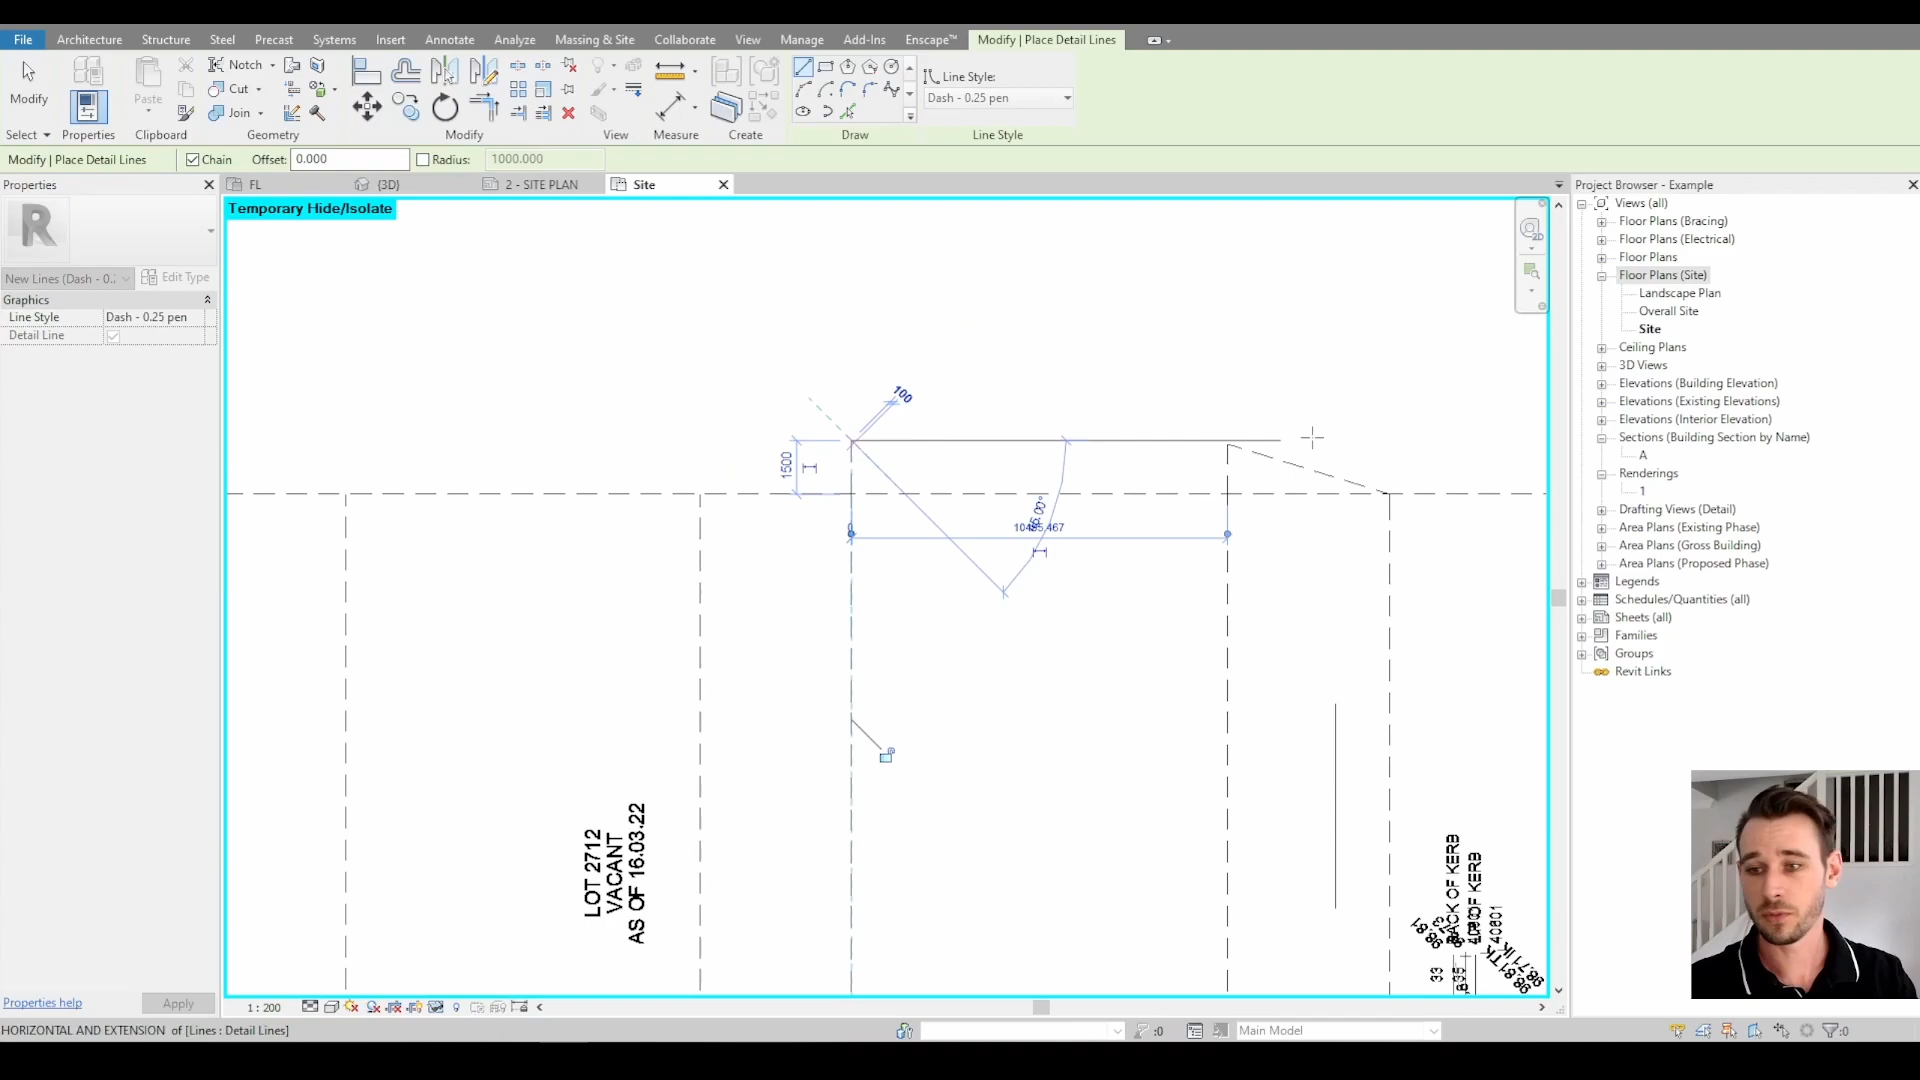 File Architecture Structure Steel Precast Systems Insert Annotate Analyze Massing & Site Collaborate View Manage Add-Ins Enscape™ Modify | Place Detail Lines
Modify
Paste
Notch
Cut
Join
Line Style:
Dash - 0.25 pen
Select Properties Clipboard Geometry Modify View Measure Create Draw Line Style
Modify | Place Detail Lines Chain Offset: 0.000 Radius: 1000.000
Properties
FL {3D} 2 - SITE PLAN Site
Project Browser - Example
Temporary Hide/Isolate
R
New Lines (Dash - 0.: Edit Type
Graphics
Line Style Dash - 0.25 pen
Detail Line
Properties help Apply
2D
100
1500
LOT 2712
VACANT
AS OF 16.03.22
40601
33
Views (all)
Floor Plans (Bracing)
Floor Plans (Electrical)
Floor Plans
Floor Plans (Site)
Landscape Plan
Overall Site
Site
Ceiling Plans
3D Views
Elevations (Building Elevation)
Elevations (Existing Elevations)
Elevations (Interior Elevation)
Sections (Building Section by Name)
A
Renderings
1
Drafting Views (Detail)
Area Plans (Existing Phase)
Area Plans (Gross Building)
Area Plans (Proposed Phase)
Legends
Schedules/Quantities (all)
Sheets (all)
Families
Groups
Revit Links
1 : 200
HORIZONTAL AND EXTENSION of [Lines : Detail Lines]
:0
Main Model
:0